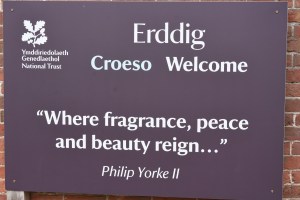 Erddig
Ymddiriedolaeth
Genedlaethol
National Trust
Croeso Welcome
“Where fragrance, peace
and beauty reign…”
Philip Yorke II